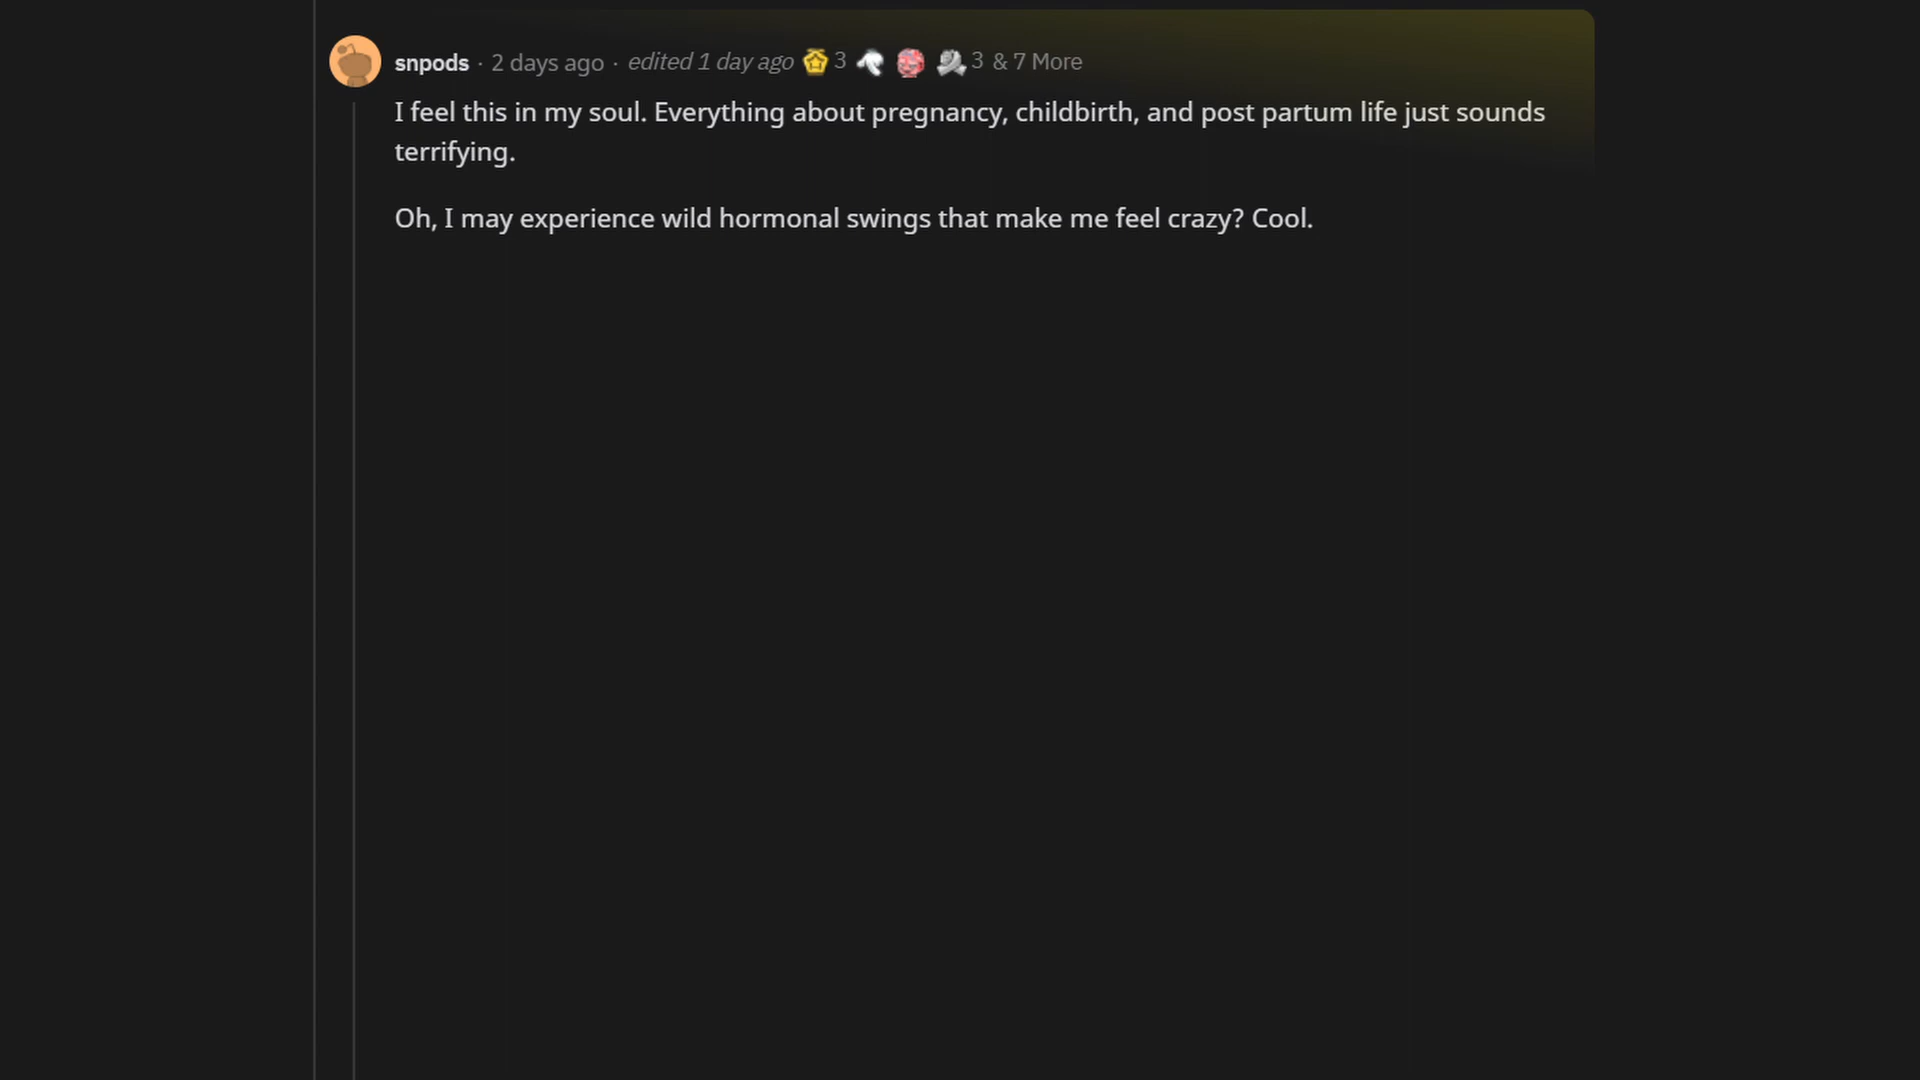 snpods · 2 days ago · edited 1 day ago 3 3 & 7 More
I feel this in my soul. Everything about pregnancy, childbirth, and post partum life just sounds
terrifying.
Oh, I may experience wild hormonal swings that make me feel crazy? Cool.